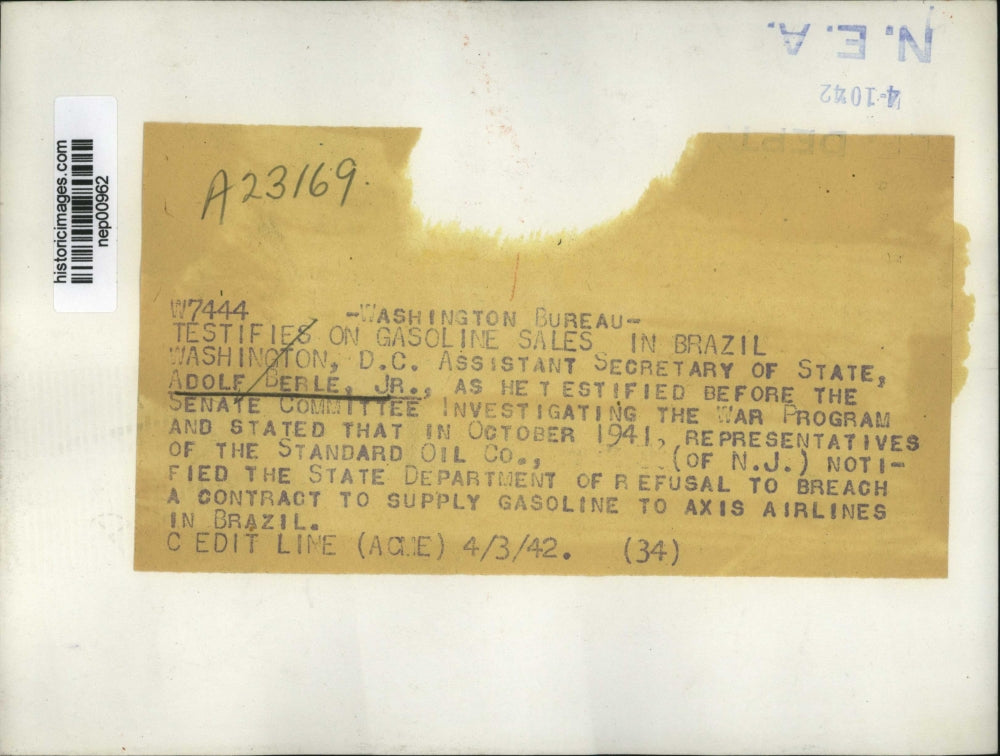 N.E.A.
4-1042
DEPT.
historicimages.com
nep00962
A23169
W7444 -WASHINGTON BUREAU-
TESTIFIES ON GASOLINE SALES IN BRAZIL
WASHINGTON, D.C. ASSISTANT SECRETARY OF STATE,
ADOLF BERLE, JR., AS HE TESTIFIED BEFORE THE
SENATE COMMITTEE INVESTIGATING THE WAR PROGRAM
AND STATED THAT IN OCTOBER 1941, REPRESENTATIVES
OF THE STANDARD OIL CO., (OF N.J.) NOTI-
FIED THE STATE DEPARTMENT OF REFUSAL TO BREACH
A CONTRACT TO SUPPLY GASOLINE TO AXIS AIRLINES
IN BRAZIL.
C EDIT LINE (ACME) 4/3/42. (34)